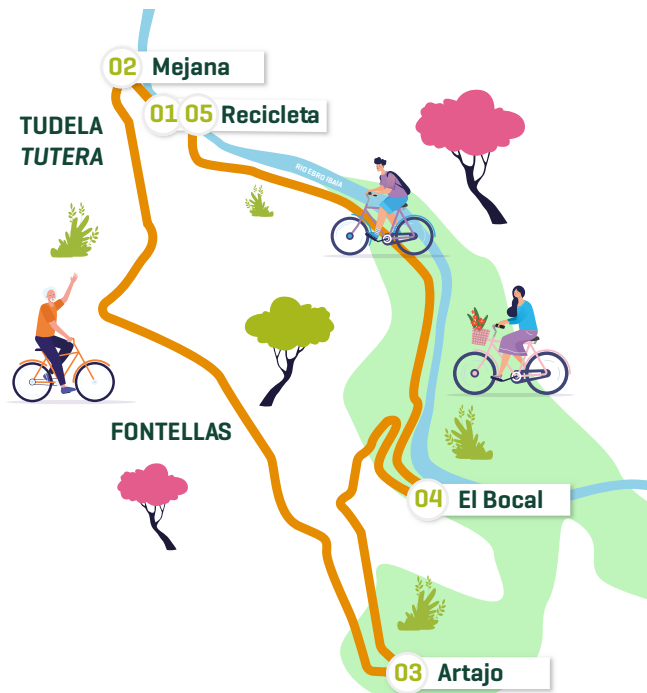 02 Mejana
01 05 Recicleta
TUDELA
TUTERA
RIO EBRO IBAIA
FONTELLAS
04 El Bocal
03 Artajo